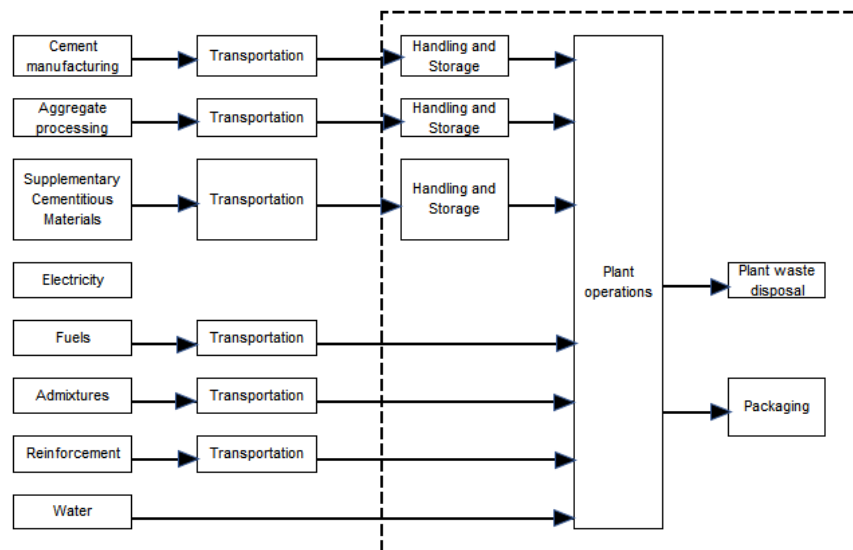 Cement
manufacturing
Transportation
Handling and
Storage
Aggregate
processing
Transportation
Handling and
Storage
Supplementary
Cementitious
Materials
Transportation
Handling and
Storage
Electricity
Plant
operations
Plant waste
disposal
Fuels
Transportation
Admixtures
Transportation
Packaging
Reinforcement
Transportation
Water